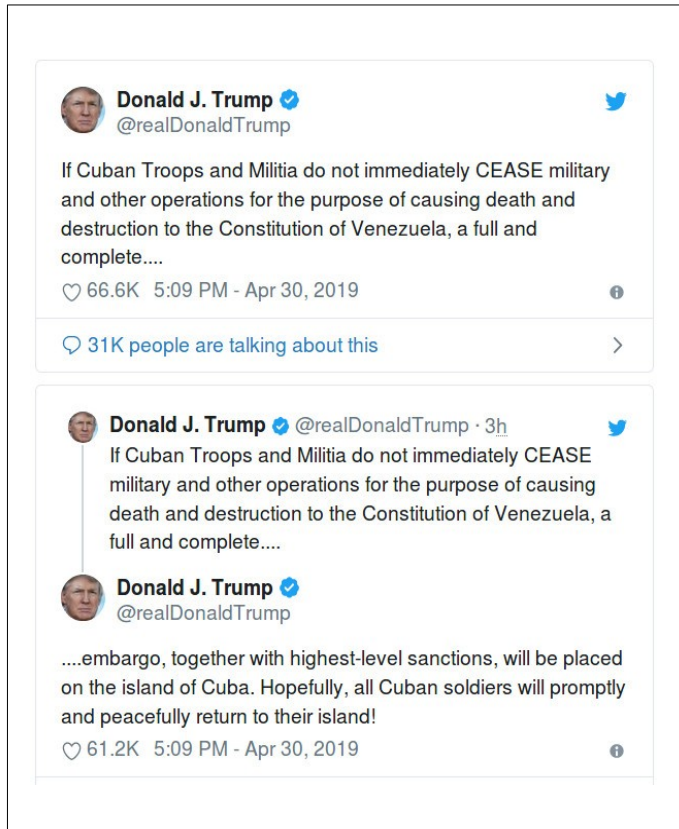 Donald J. Trump
@realDonaldTrump
If Cuban Troops and Militia do not immediately CEASE military
and other operations for the purpose of causing death and
destruction to the Constitution of Venezuela, a full and
complete....
66.6K 5:09 PM - Apr 30, 2019
31K people are talking about this
Donald J. Trump @realDonaldTrump · 3h
If Cuban Troops and Militia do not immediately CEASE
military and other operations for the purpose of causing
death and destruction to the Constitution of Venezuela, a
full and complete....
Donald J. Trump
@realDonaldTrump
....embargo, together with highest-level sanctions, will be placed
on the island of Cuba. Hopefully, all Cuban soldiers will promptly
and peacefully return to their island!
61.2K 5:09 PM - Apr 30, 2019